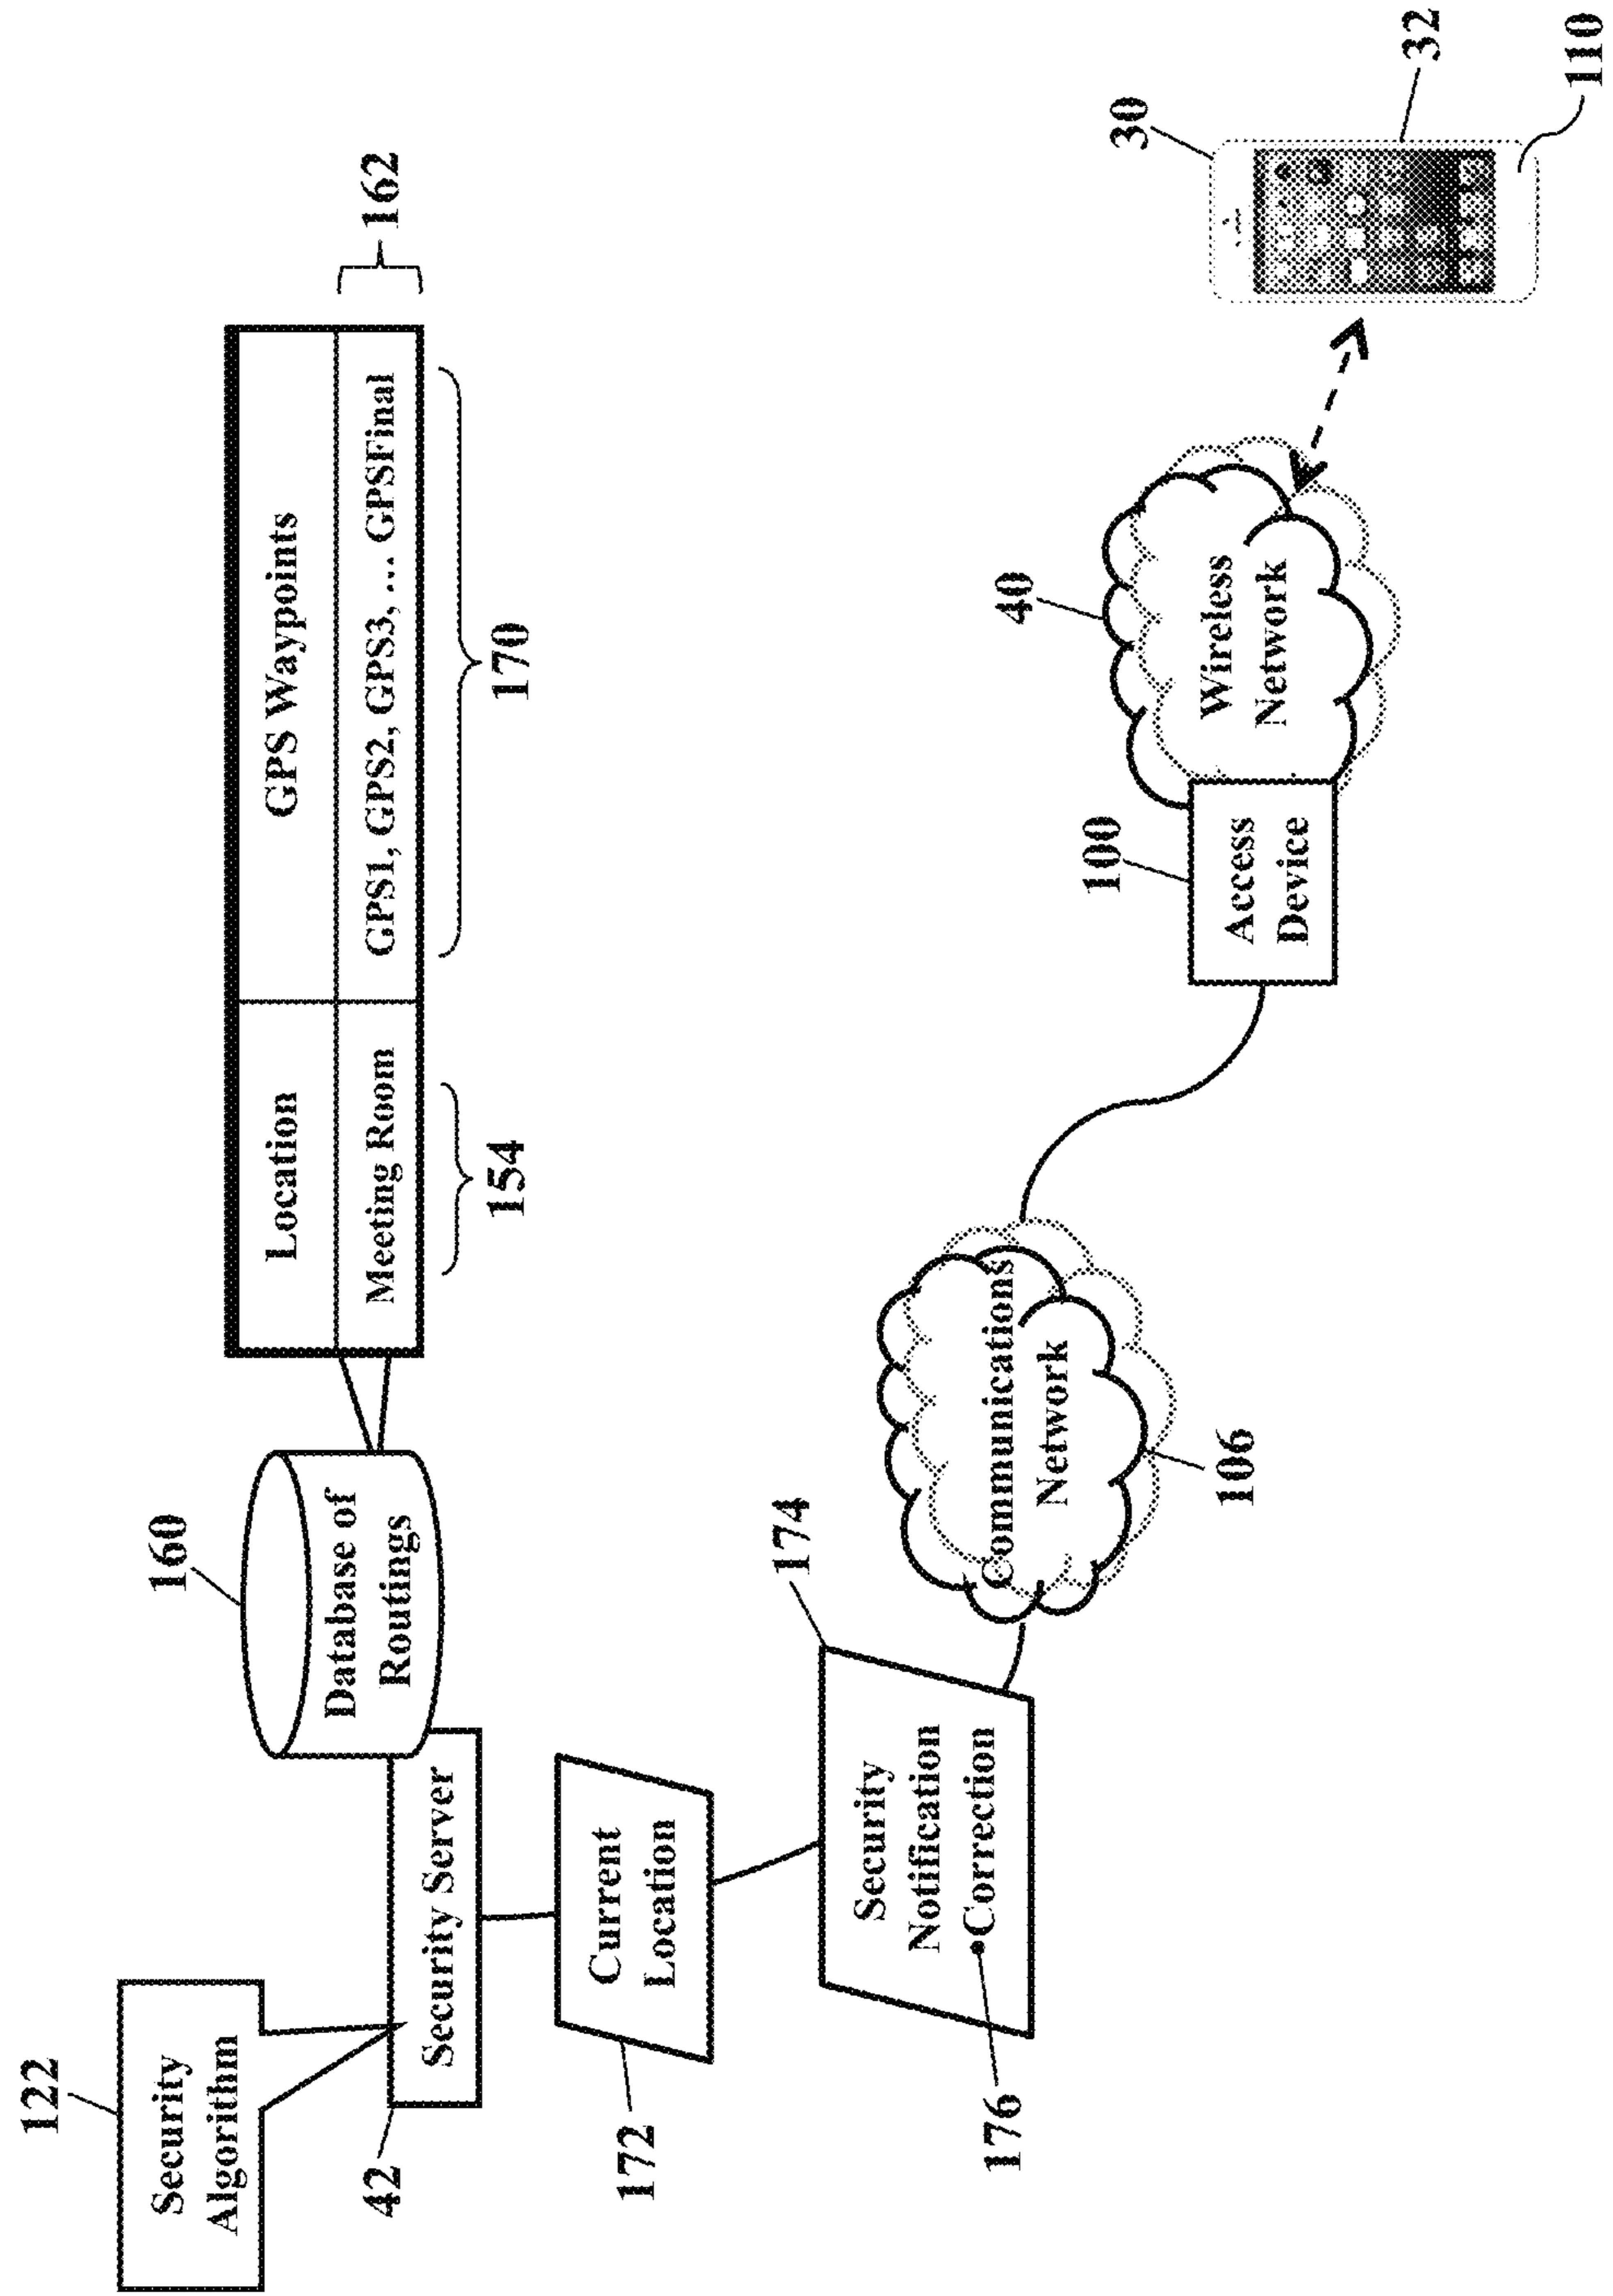 122
Security
Algorithm
160
Database of
Routings
Location
GPS Waypoints
Meeting Room
GPS1, GPS2, GPS3, ... GPSFinal
162
154
170
42
Security Server
172
Current
Location
174
Security
Notification
•Correction
176
Communications
Network
106
100
Access
Device
40
Wireless
Network
30
32
110